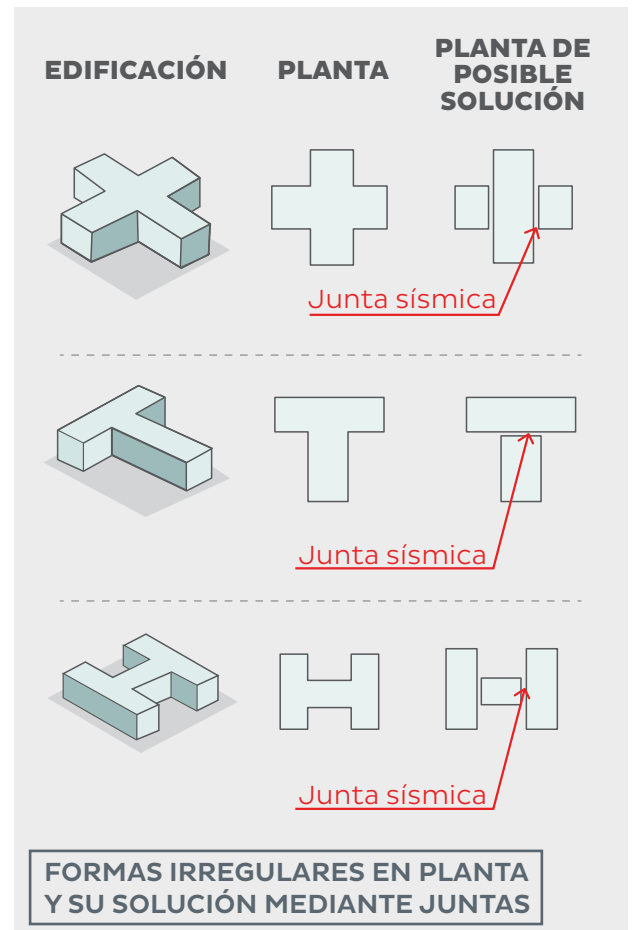 EDIFICACIÓN
PLANTA
PLANTA DE
POSIBLE
SOLUCIÓN
Junta sísmica
Junta sísmica
Junta sísmica
FORMAS IRREGULARES EN PLANTA
Y SU SOLUCIÓN MEDIANTE JUNTAS